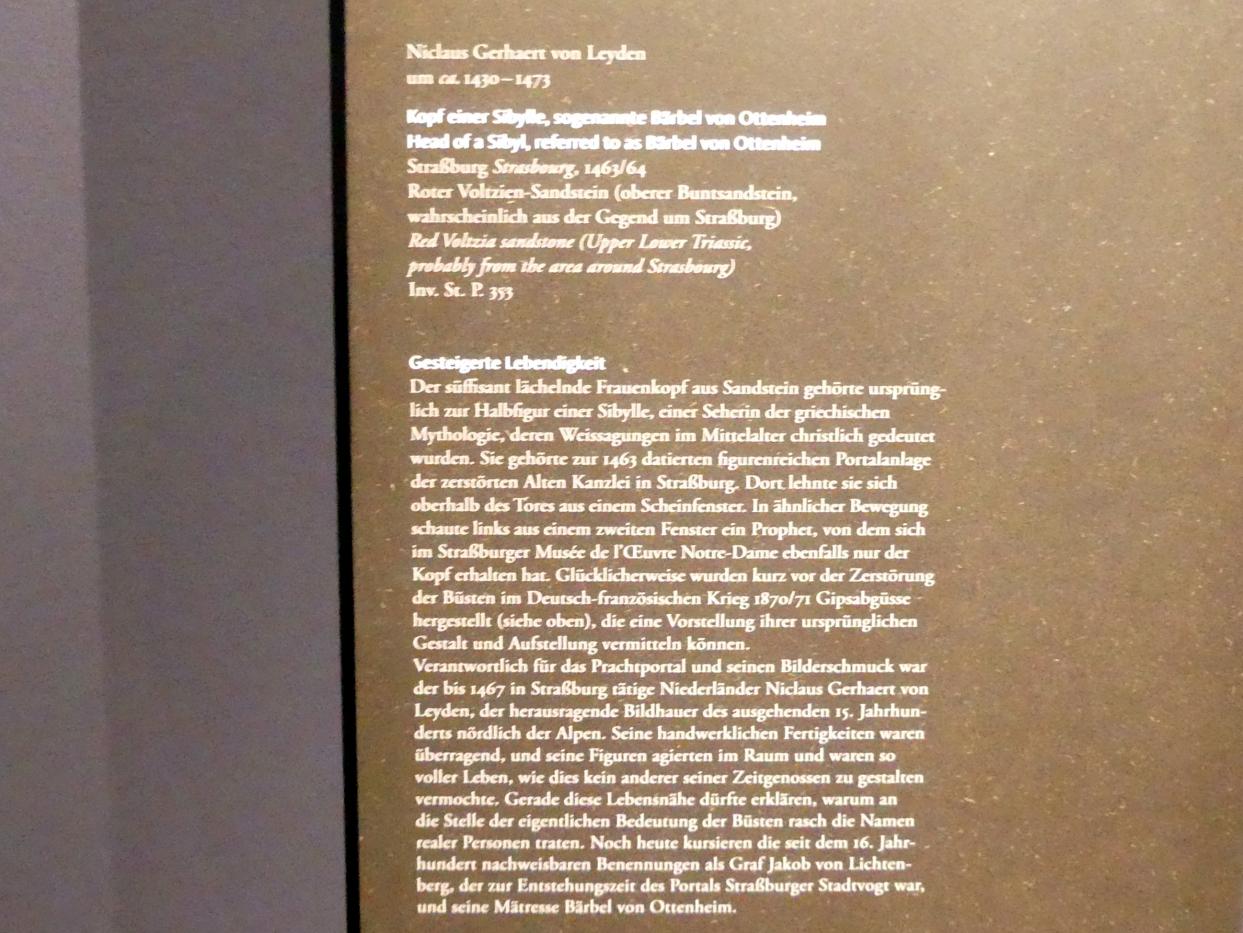 Niclaus Gerhaert von Leyden
um ca. 1430–1473
Kopf einer Sibylle, sogenannte Bärbel von Ottenheim
Head of a Sibyl, referred to as Bärbel von Ottenheim
Straßburg Strasbourg, 1463/64
Roter Voltzien-Sandstein (oberer Buntsandstein,
wahrscheinlich aus der Gegend um Straßburg)
Red Voltzia sandstone (Upper Lower Triassic,
probably from the area around Strasbourg)
Inv. St. P. 353
Gesteigerte Lebendigkeit
Der süffisant lächelnde Frauenkopf aus Sandstein gehörte ursprüng-
lich zur Halbfigur einer Sibylle, einer Seherin der griechischen
Mythologie, deren Weissagungen im Mittelalter christlich gedeutet
wurden. Sie gehörte zur 1463 datierten figurenreichen Portalanlage
der zerstörten Alten Kanzlei in Straßburg. Dort lehnte sie sich
oberhalb des Tores aus einem Scheinfenster. In ähnlicher Bewegung
schaute links aus einem zweiten Fenster ein Prophet, von dem sich
im Straßburger Musée de l'Œuvre Notre-Dame ebenfalls nur der
Kopf erhalten hat. Glücklicherweise wurden kurz vor der Zerstörung
der Büsten im Deutsch-französischen Krieg 1870/71 Gipsabgüsse
hergestellt (siehe oben), die eine Vorstellung ihrer ursprünglichen
Gestalt und Aufstellung vermitteln können.
Verantwortlich für das Prachtportal und seinen Bilderschmuck war
der bis 1467 in Straßburg tätige Niederländer Niclaus Gerhaert von
Leyden, der herausragende Bildhauer des ausgehenden 15. Jahrhun-
derts nördlich der Alpen. Seine handwerklichen Fertigkeiten waren
überragend, und seine Figuren agierten im Raum und waren so
voller Leben, wie dies kein anderer seiner Zeitgenossen zu gestalten
vermochte. Gerade diese Lebensnähe dürfte erklären, warum an
die Stelle der eigentlichen Bedeutung der Büsten rasch die Namen
realer Personen traten. Noch heute kursieren die seit dem 16. Jahr-
hundert nachweisbaren Benennungen als Graf Jakob von Lichten-
berg, der zur Entstehungszeit des Portals Straßburger Stadtvogt war,
und seine Mätresse Bärbel von Ottenheim.